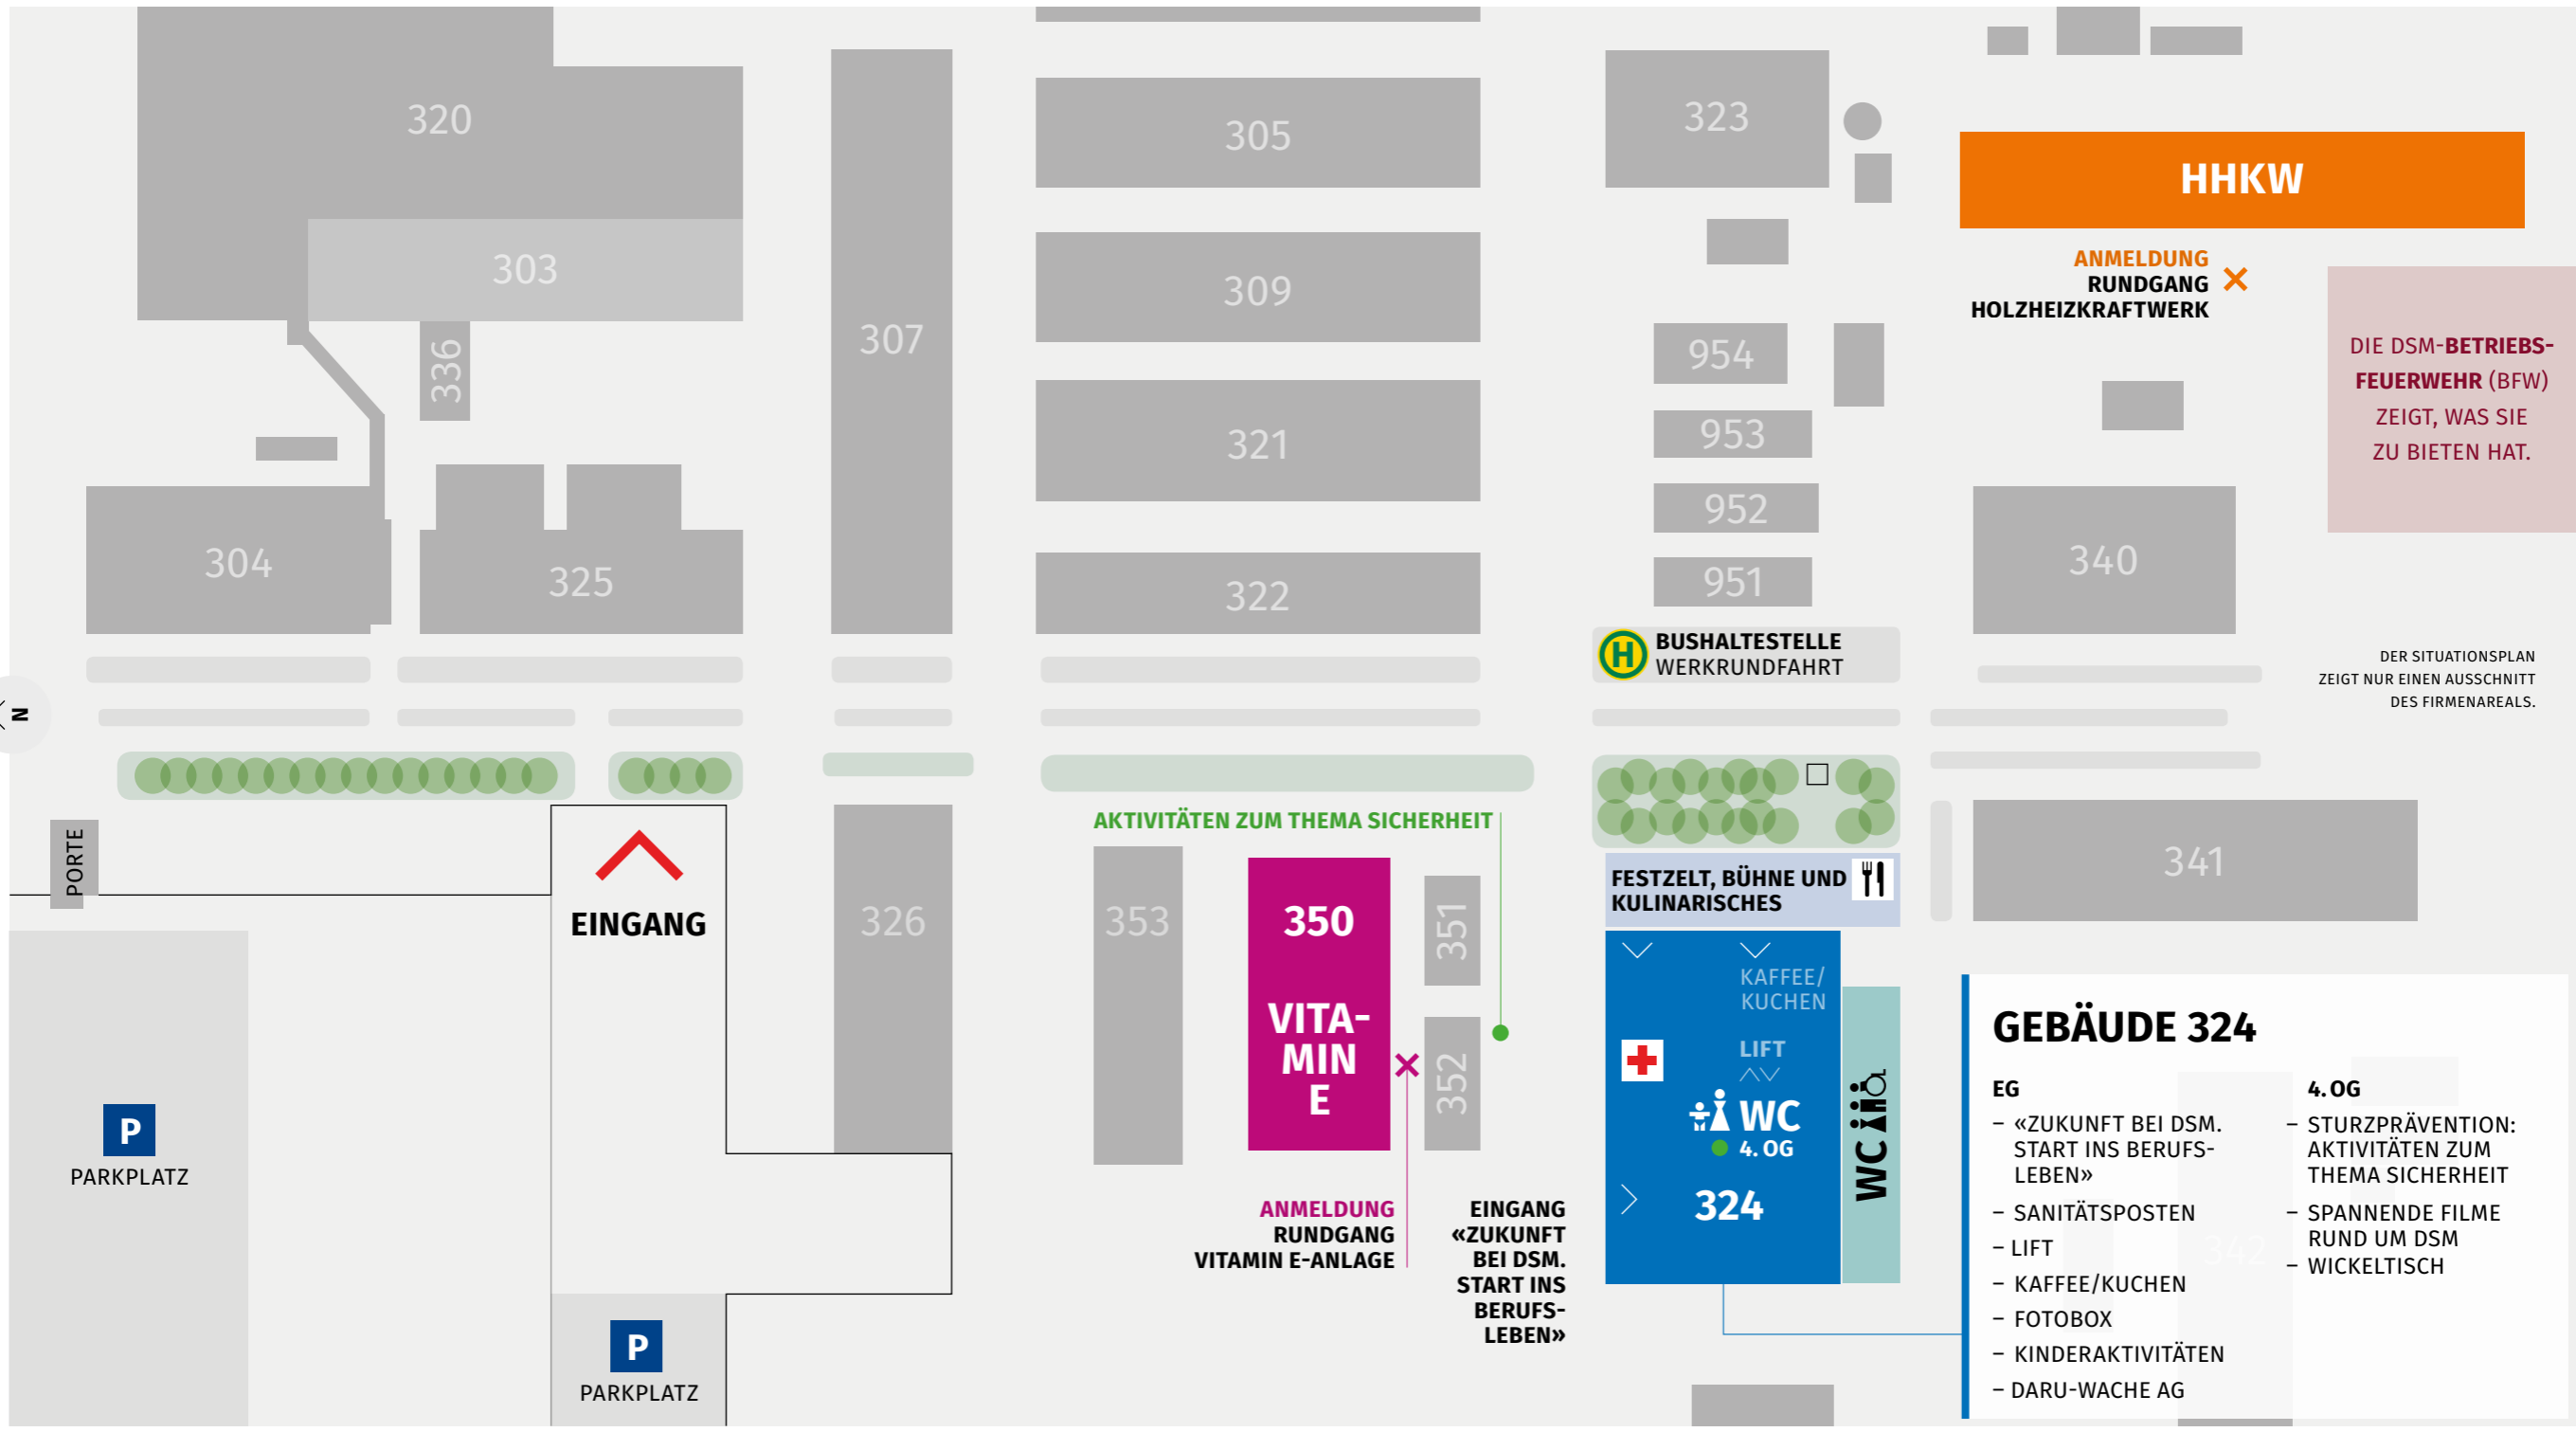 320
303
336
304
325
307
305
309
321
322
323
954
953
952
951
HHKW
ANMELDUNG
RUNDGANG
HOLZHEIZKRAFTWERK
DIE DSM-BETRIEBS-
FEUERWEHR (BFW)
ZEIGT, WAS SIE
ZU BIETEN HAT.
340
H
BUSHALTESTELLE
WERKRUNDFAHRT
DER SITUATIONSPLAN
ZEIGT NUR EINEN AUSSCHNITT
DES FIRMENAREALS.
N
PORTE
EINGANG
326
AKTIVITÄTEN ZUM THEMA SICHERHEIT
353
350
VITA-
MIN
E
351
352
FESTZELT, BÜHNE UND
KULINARISCHES
341
KAFFEE/
KUCHEN
LIFT
WC
4. OG
324
WC
P
PARKPLATZ
P
PARKPLATZ
ANMELDUNG
RUNDGANG
VITAMIN E-ANLAGE
EINGANG
«ZUKUNFT
BEI DSM.
START INS
BERUFS-
LEBEN»
GEBÄUDE 324
EG
– «ZUKUNFT BEI DSM.
START INS BERUFS-
LEBEN»
– SANITÄTSPOSTEN
– LIFT
– KAFFEE/KUCHEN
– FOTOBOX
– KINDERAKTIVITÄTEN
– DARU-WACHE AG
4. OG
– STURZPRÄVENTION:
AKTIVITÄTEN ZUM
THEMA SICHERHEIT
– SPANNENDE FILME
RUND UM DSM
– WICKELTISCH
342